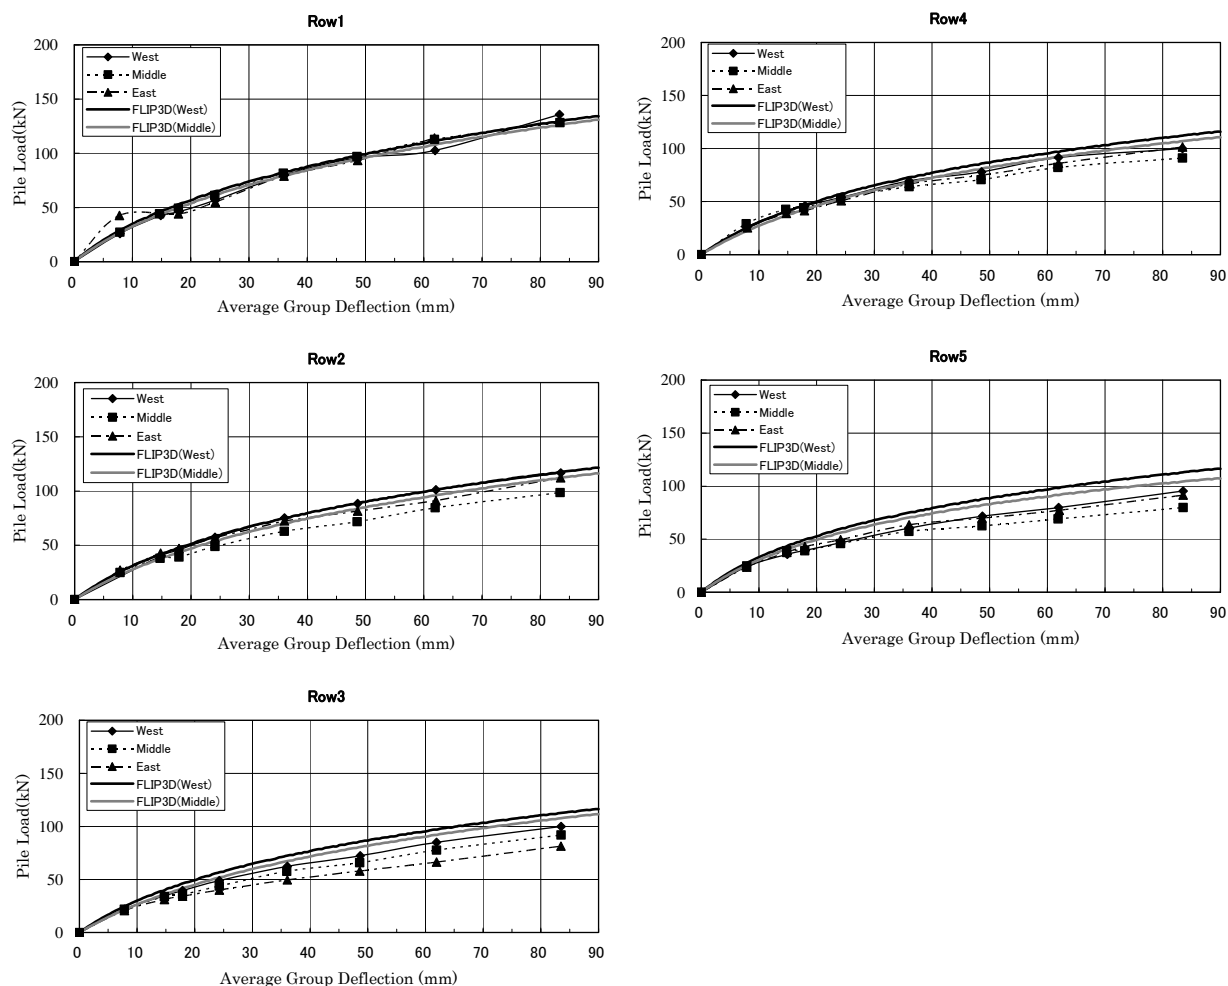 Row1
200
150
100
50
0
Pile Load(kN)
West
Middle
East
FLIP3D(West)
FLIP3D(Middle)
0 10 20 30 40 50 60 70 80 90
Average Group Deflection (mm)
Row4
200
150
100
50
0
Pile Load(kN)
West
Middle
East
FLIP3D(West)
FLIP3D(Middle)
0 10 20 30 40 50 60 70 80 90
Average Group Deflection (mm)
Row2
200
150
100
50
0
Pile Load(kN)
West
Middle
East
FLIP3D(West)
FLIP3D(Middle)
0 10 20 30 40 50 60 70 80 90
Average Group Deflection (mm)
Row5
200
150
100
50
0
Pile Load(kN)
West
Middle
East
FLIP3D(West)
FLIP3D(Middle)
0 10 20 30 40 50 60 70 80 90
Average Group Deflection (mm)
Row3
200
150
100
50
0
Pile Load(kN)
West
Middle
East
FLIP3D(West)
FLIP3D(Middle)
0 10 20 30 40 50 60 70 80 90
Average Group Deflection (mm)